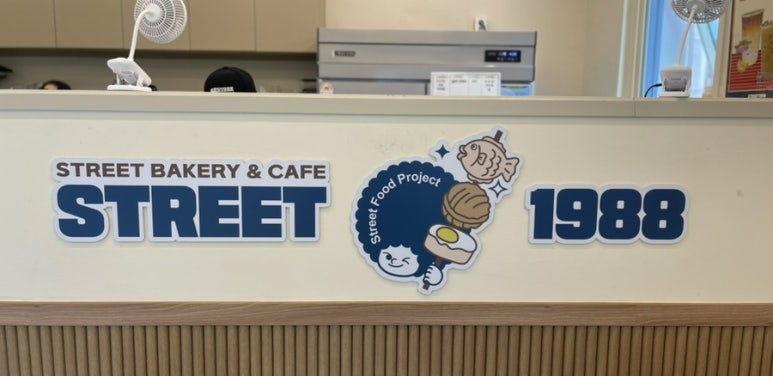 STREET BAKERY & CAFE
STREET
Street Food Project
1988